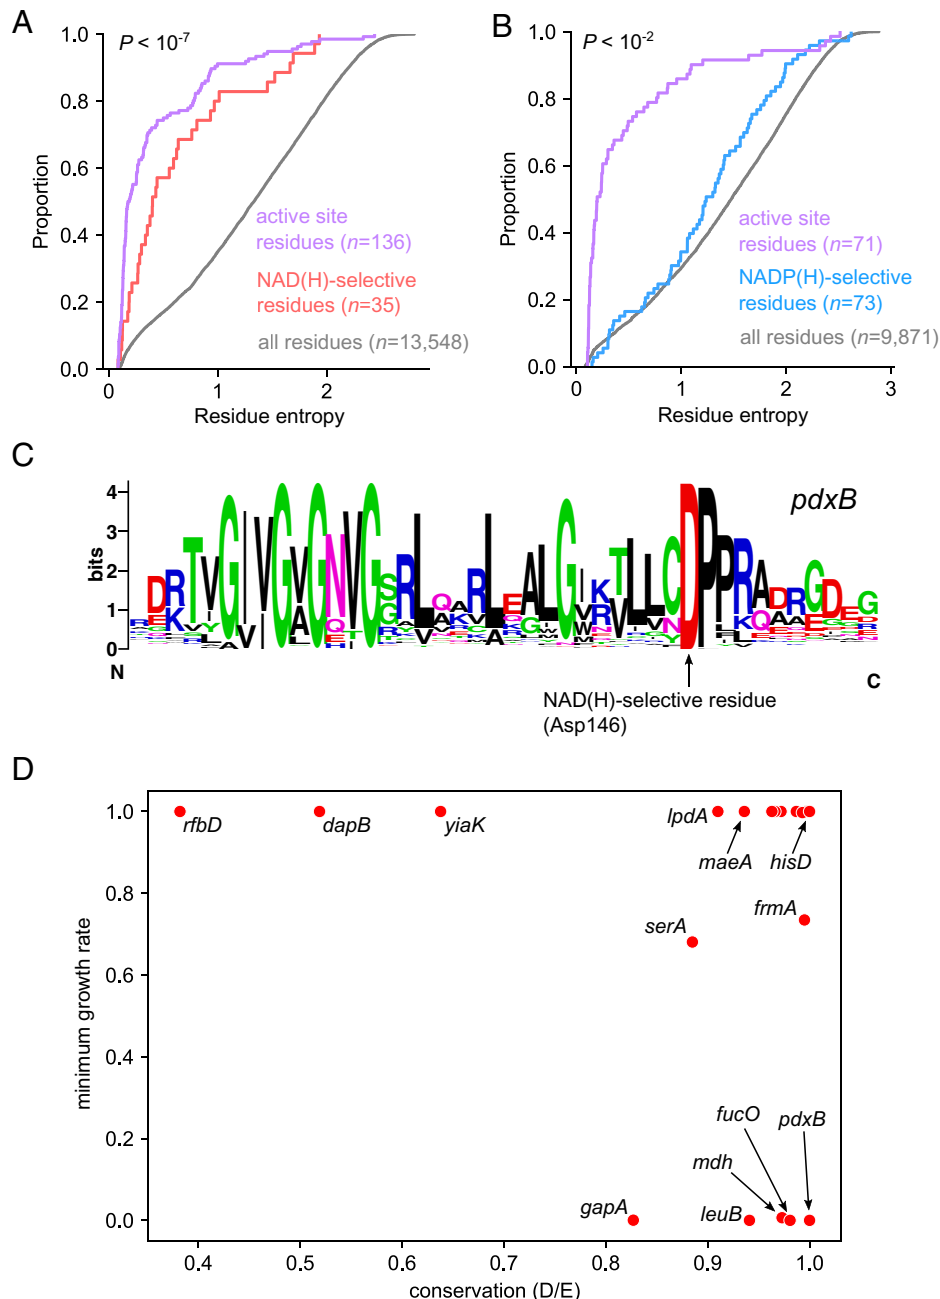 A
P < 10-7
1.0
0.8
0.6
0.4
0.2
0.0
Proportion
active site
residues (n=136)
NAD(H)-selective
residues (n=35)
all residues (n=13,548)
0
1
2
Residue entropy
B
P < 10-2
1.0
0.8
0.6
0.4
0.2
0.0
Proportion
active site
residues (n=71)
NADP(H)-selective
residues (n=73)
all residues (n=9,871)
0
1
2
3
Residue entropy
C
pdxB
4
3
2
1
0
bits
N
C
NAD(H)-selective residue
(Asp146)
D
1.0
0.8
0.6
0.4
0.2
0.0
minimum growth rate
rfbD
dapB
yiaK
lpdA
maeA
hisD
serA
frmA
fucO
pdxB
mdh
gapA
leuB
0.4
0.5
0.6
0.7
0.8
0.9
1.0
conservation (D/E)